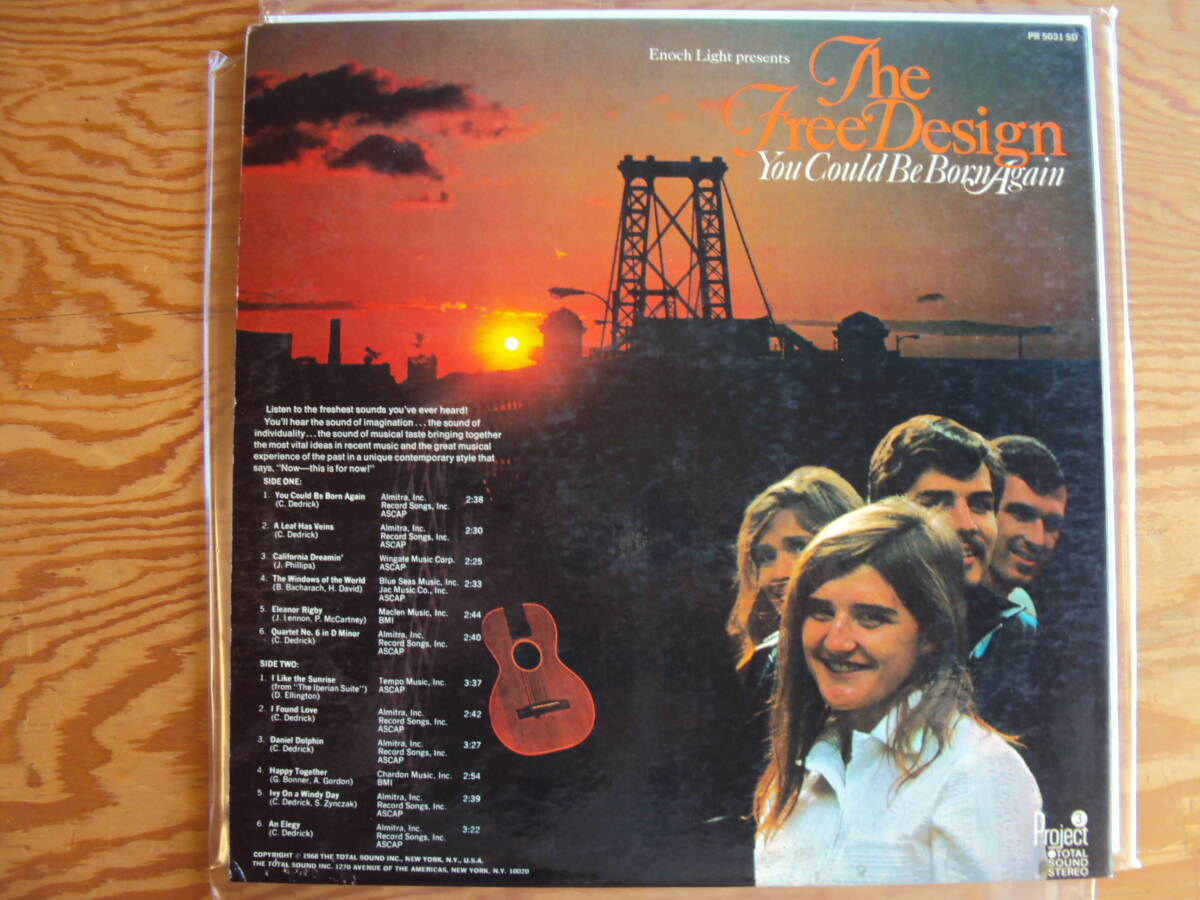 PR 5031 SD
Enoch Light presents
The
Free Design
You Could Be Born Again
Listen to the freshest sounds you've ever heard!
You'll hear the sound of imagination...the sound of
individuality...the sound of musical taste bringing together
the most vital ideas in recent music and the great musical
experience of the past in a unique contemporary style that
says, "Now—this is for now!"
SIDE ONE:
1. You Could Be Born Again Almitra, Inc. 2:38
(C. Dedrick) Record Songs, Inc.
ASCAP
2. A Leaf Has Veins Almitra, Inc. 2:30
(C. Dedrick) Record Songs, Inc.
ASCAP
3. California Dreamin' Wingate Music Corp. 2:25
(J. Phillips) ASCAP
4. The Windows of the World Blue Seas Music, Inc. 2:33
(B. Bacharach, H. David) Jac Music Co., Inc.
ASCAP
5. Eleanor Rigby Maclen Music, Inc. 2:44
(J. Lennon, P. McCartney) BMI
6. Quartet No. 6 in D Minor Almitra, Inc. 2:40
(C. Dedrick) Record Songs, Inc.
ASCAP
SIDE TWO:
1. I Like the Sunrise Tempo Music, Inc. 3:37
(from "The Iberian Suite") ASCAP
(D. Ellington)
2. I Found Love Almitra, Inc. 2:42
(C. Dedrick) Record Songs, Inc.
ASCAP
3. Daniel Dolphin Almitra, Inc. 3:27
(C. Dedrick) Record Songs, Inc.
ASCAP
4. Happy Together Chardon Music, Inc. 2:54
(G. Bonner, A. Gordon) BMI
5. Ivy On a Windy Day Almitra, Inc. 2:39
(C. Dedrick, S. Zynczak) Record Songs, Inc.
ASCAP
6. An Elegy Almitra, Inc. 3:22
(C. Dedrick) Record Songs, Inc.
ASCAP
COPYRIGHT © 1968 THE TOTAL SOUND INC., NEW YORK, N.Y., U.S.A.
THE TOTAL SOUND INC. 1270 AVENUE OF THE AMERICAS, NEW YORK, N.Y. 10020
Project 3
TOTAL
SOUND
STEREO